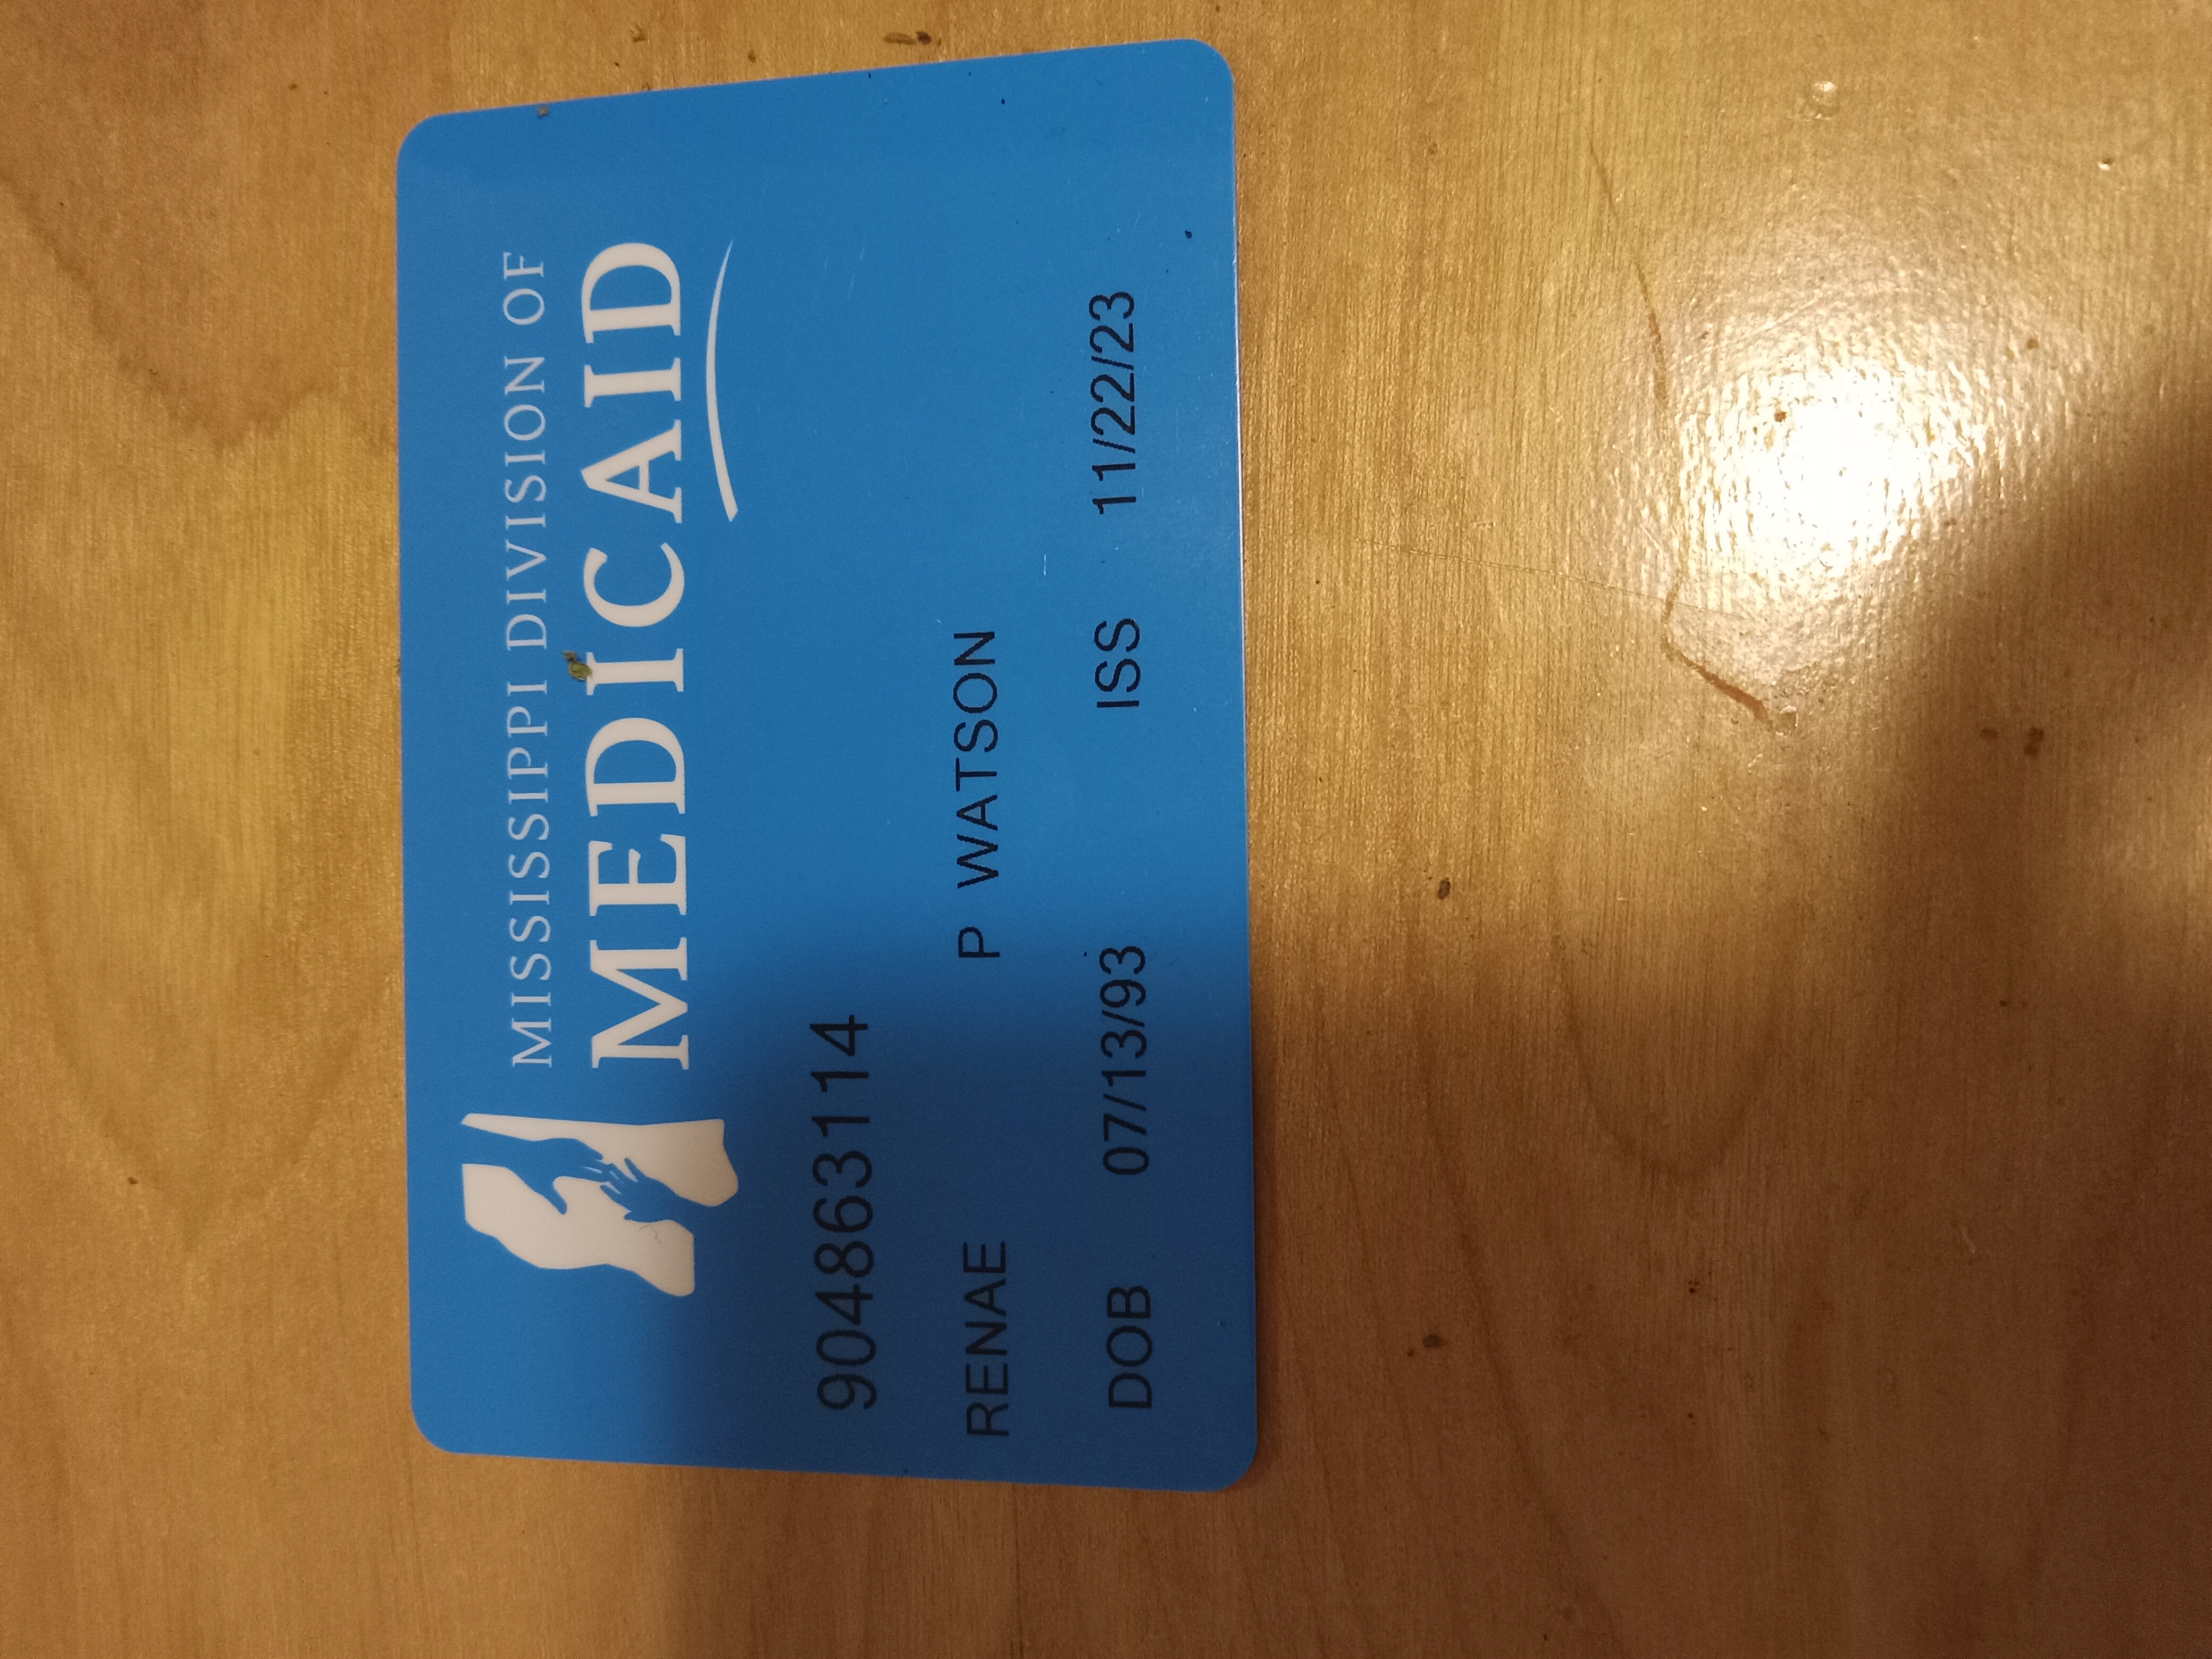 MISSISSIPPI DIVISION OF
MEDICAID
904863114
RENAE P WATSON
DOB 07/13/93 ISS 11/22/23